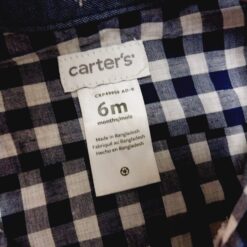 carter's®
6m
months/mois
Made in Bangladesh
Fabriqué au Bangladesh
Hecho en Bangladesh